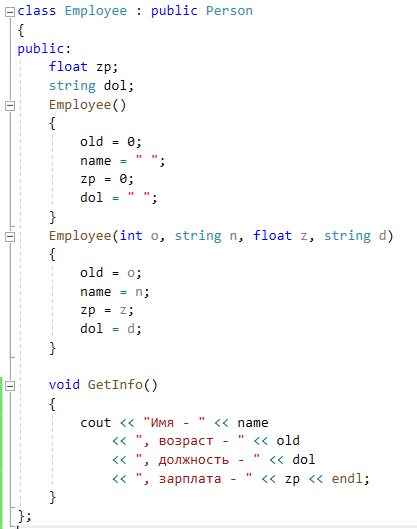 class Employee : public Person
{
public:
    float zp;
    string dol;
    Employee()
    {
        old = 0;
        name = " ";
        zp = 0;
        dol = " ";
    }
    Employee(int o, string n, float z, string d)
    {
        old = o;
        name = n;
        zp = z;
        dol = d;
    }

    void GetInfo()
    {
        cout << "Имя - " << name
            << ", возраст - " << old
            << ", должность - " << dol
            << ", зарплата - " << zp << endl;
    }
};